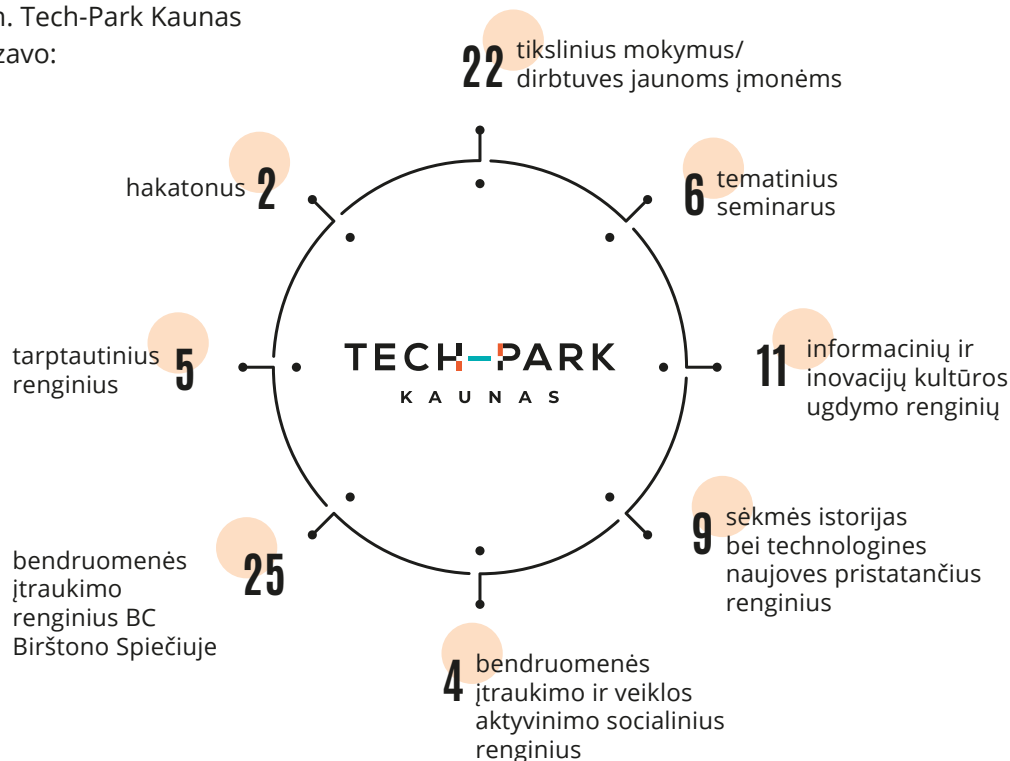 n. Tech-Park Kaunas
zavo:
22 tikslinius mokymus/
dirbtuves jaunoms įmonėms
hakatonus 2
6 tematinius
seminarus
tarptautinius
renginius 5
TECH-PARK
KAUNAS
11 informacinių ir
inovacijų kultūros
ugdymo renginių
9 sėkmės istorijas
bei technologines
naujoves pristatančius
renginius
bendruomenės
įtraukimo
renginius BC
Birštono Spiečiuje
25
4 bendruomenės
įtraukimo ir veiklos
aktyvinimo socialinius
renginius